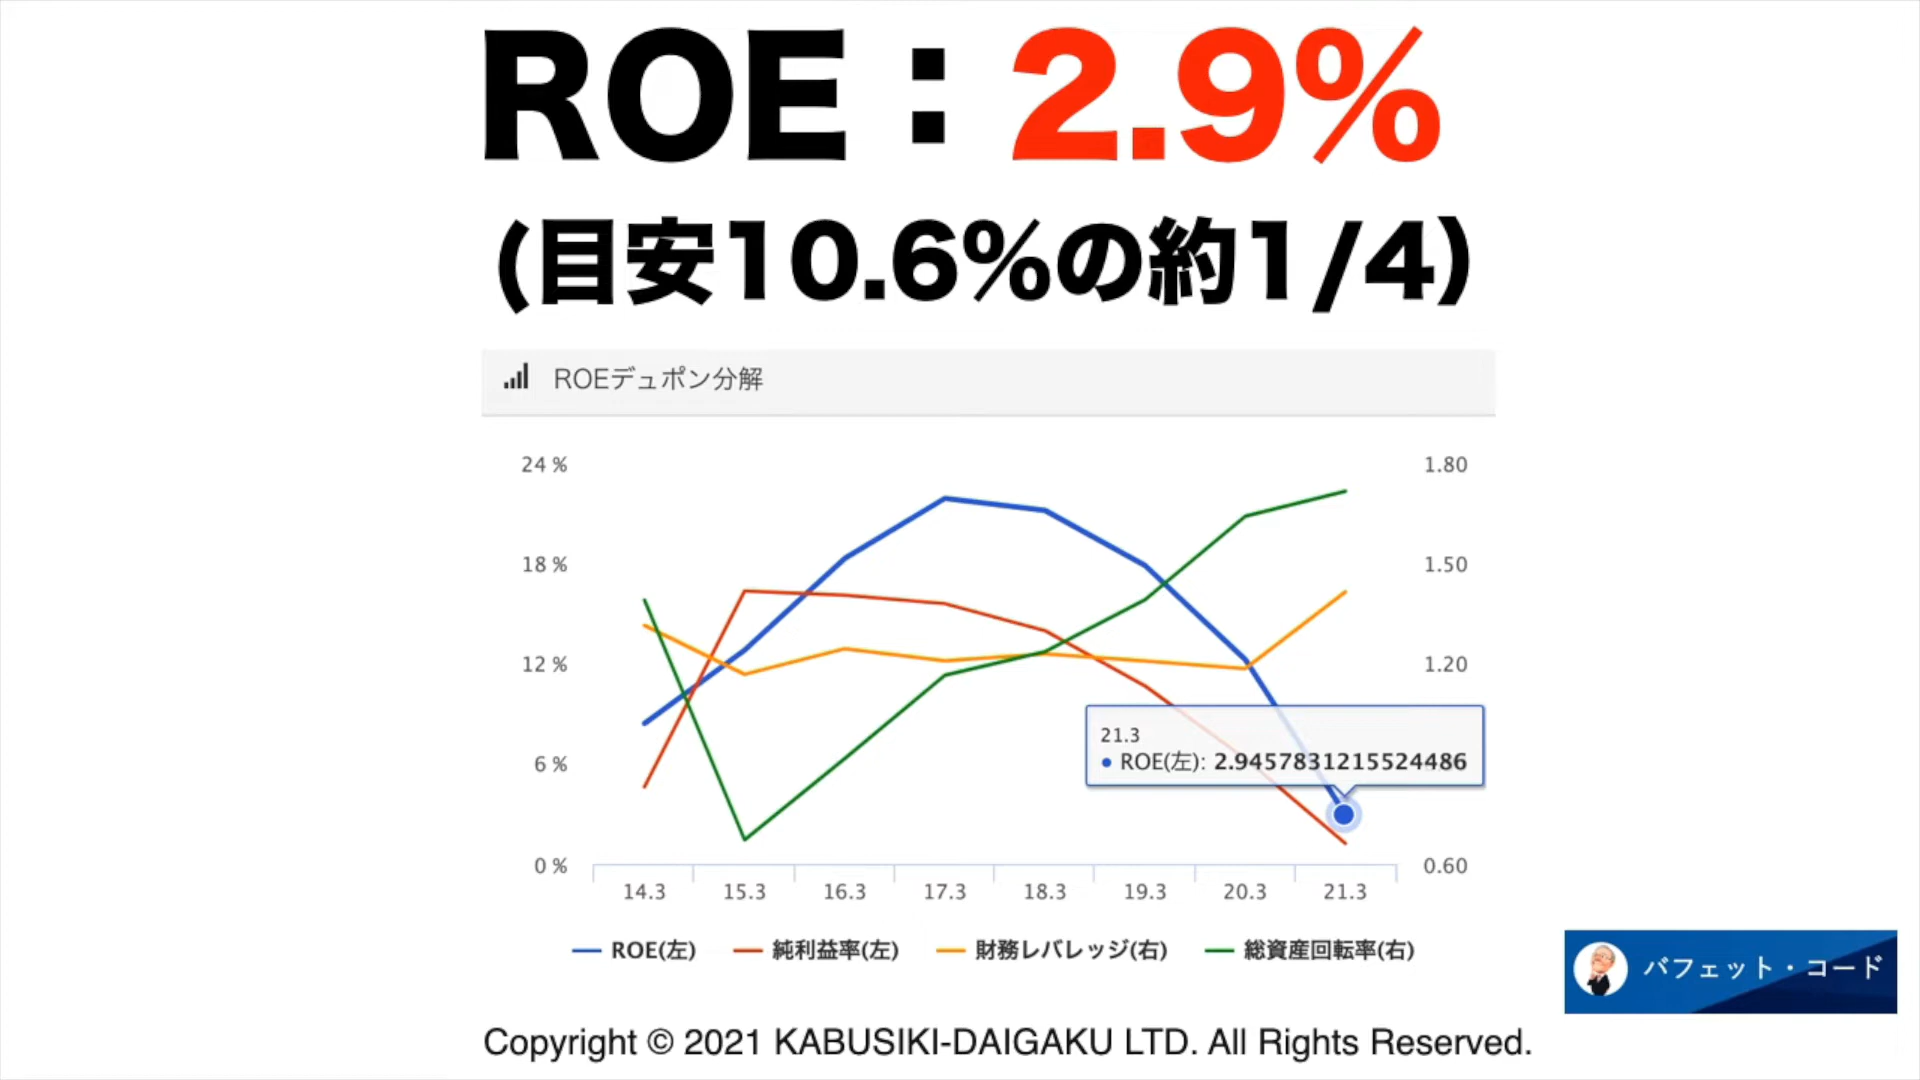 ROE：2.9%
(目安10.6%の約1/4)
ROEデュポン分解
24 %
1.80
18 %
1.50
12 %
1.20
21.3
ROE(左): 2.9457831215524486
6 %
0 %
0.60
14.3 15.3 16.3 17.3 18.3 19.3 20.3 21.3
ROE(左) 純利益率(左) 財務レバレッジ(右) 総資産回転率(右)
バフェット・コード
Copyright © 2021 KABUSIKI-DAIGAKU LTD. All Rights Reserved.